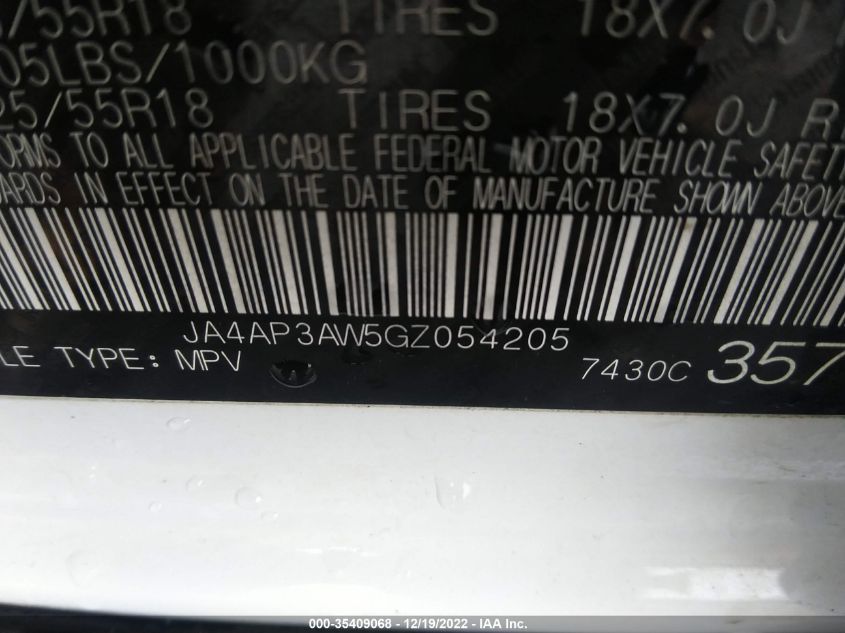 /55R18 TIRES 18X7.0J
05LBS/1000KG
25/55R18 TIRES 18X7.0J R
ORMS TO ALL APPLICABLE FEDERAL MOTOR VEHICLE SAFETY
ARDS IN EFFECT ON THE DATE OF MANUFACTURE SHOWN ABOVE
JA4AP3AW5GZ054205
LE TYPE: MPV 7430C 357
000-35409068 - 12/19/2022 - IAA Inc.